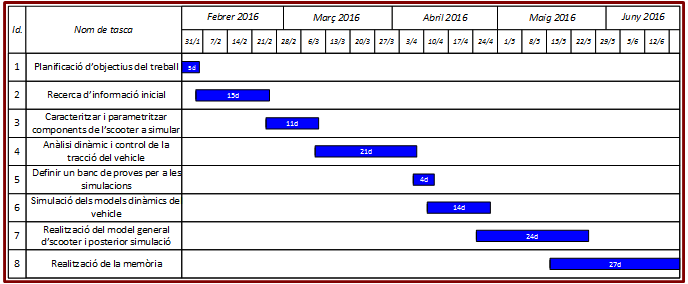 Id.
Nom de tasca
Febrer 2016
Març 2016
Abril 2016
Maig 2016
Juny 2016
31/1 7/2 14/2 21/2 28/2 6/3 13/3 20/3 27/3 3/4 10/4 17/4 24/4 1/5 8/5 15/5 22/5 29/5 5/6 12/6
1 Planificació d'objectius del treball 5d
2 Recerca d'informació inicial 15d
3 Caracteritzar i parametritzar
components de l'scooter a simular 11d
4 Anàlisi dinàmic i control de la
tracció del vehicle 21d
5 Definir un banc de proves per a les
simulacions 4d
6 Simulació dels models dinàmics de
vehicle 14d
7 Realització del model general
d'scooter i posterior simulació 24d
8 Realització de la memòria 27d